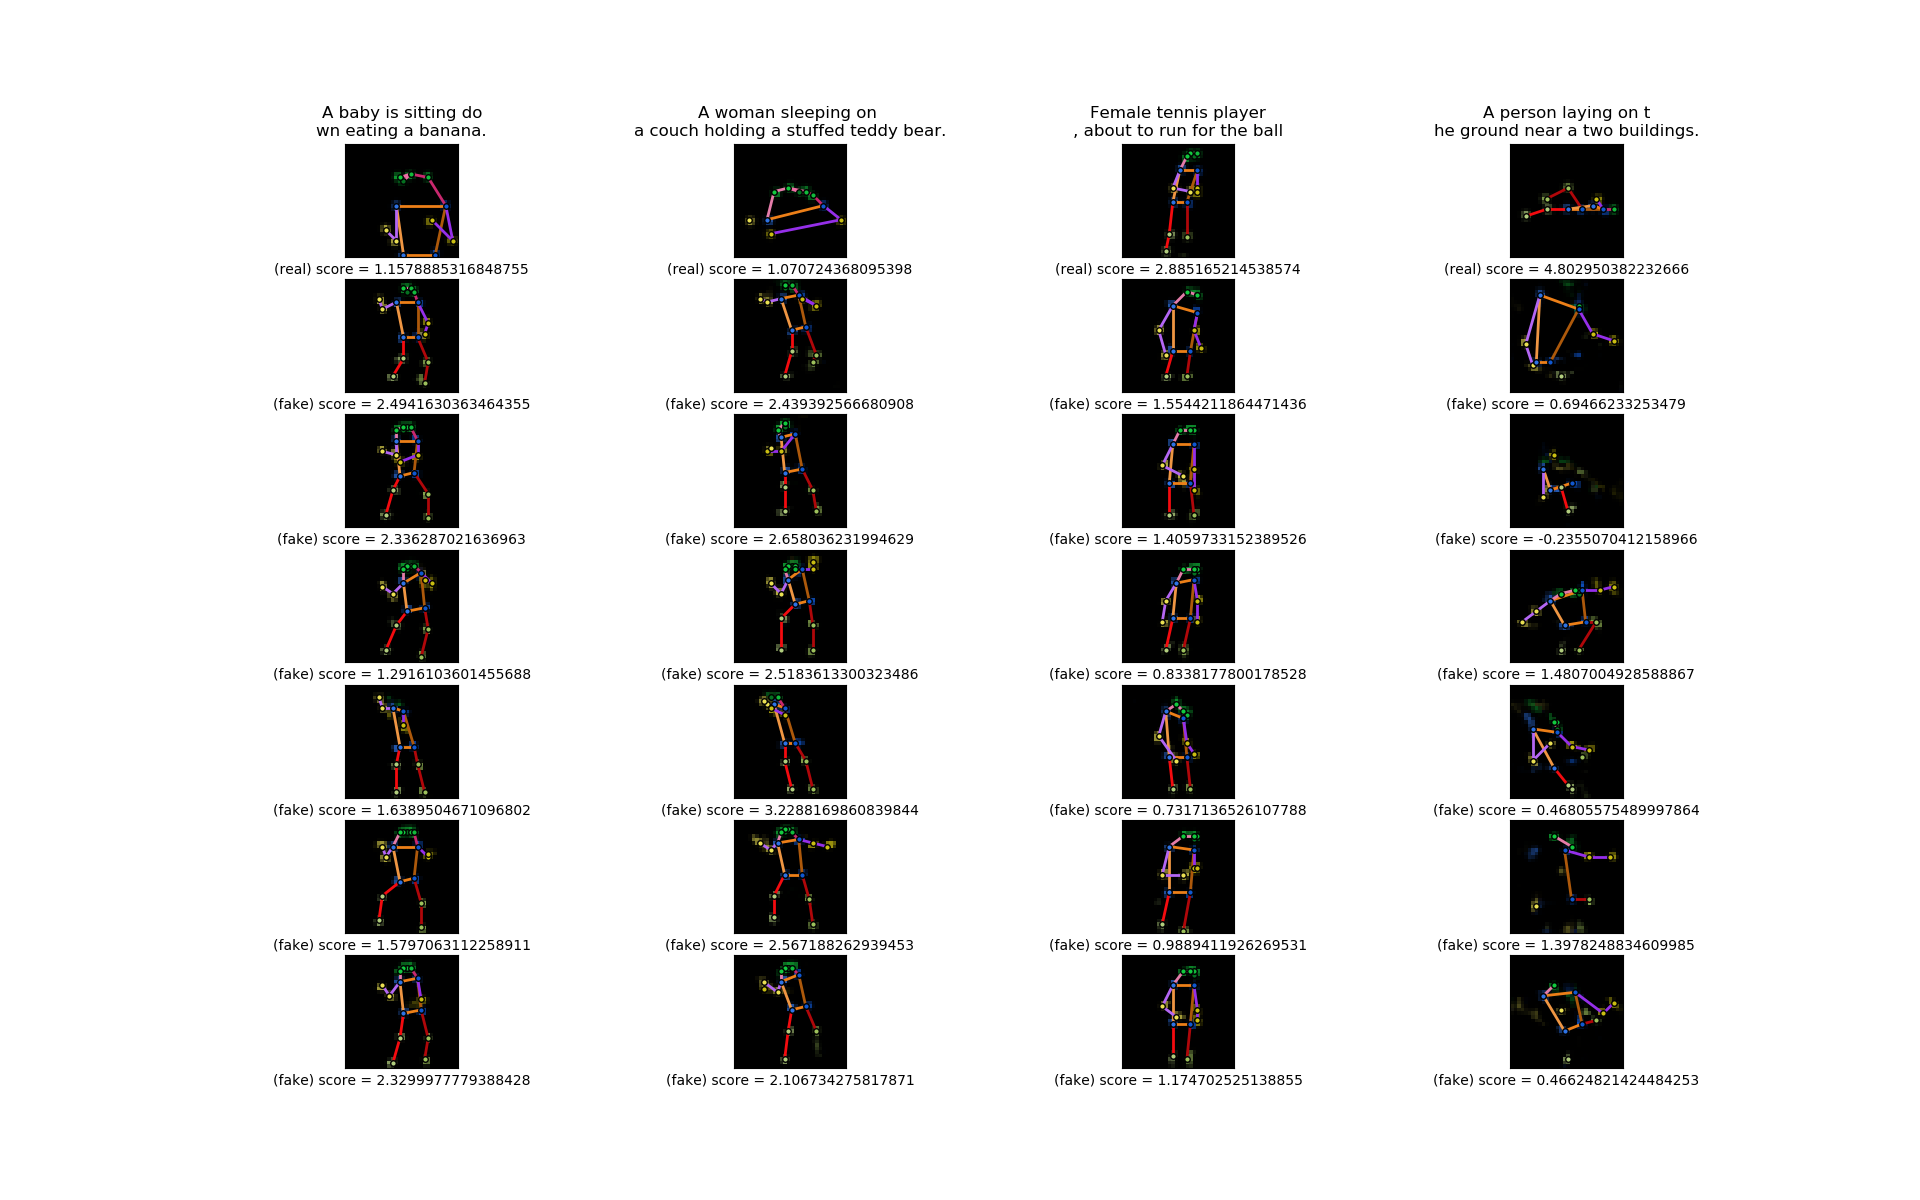 A baby is sitting do
wn eating a banana.
A woman sleeping on
a couch holding a stuffed teddy bear.
Female tennis player
, about to run for the ball
A person laying on t
he ground near a two buildings.
(real) score = 1.1578885316848755
(real) score = 1.070724368095398
(real) score = 2.885165214538574
(real) score = 4.802950382232666
(fake) score = 2.4941630363464355
(fake) score = 2.439392566680908
(fake) score = 1.5544211864471436
(fake) score = 0.69466233253479
(fake) score = 2.336287021636963
(fake) score = 2.658036231994629
(fake) score = 1.4059733152389526
(fake) score = -0.2355070412158966
(fake) score = 1.2916103601455688
(fake) score = 2.5183613300323486
(fake) score = 0.8338177800178528
(fake) score = 1.4807004928588867
(fake) score = 1.6389504671096802
(fake) score = 3.2288169860839844
(fake) score = 0.7317136526107788
(fake) score = 0.46805575489997864
(fake) score = 1.5797063112258911
(fake) score = 2.567188262939453
(fake) score = 0.9889411926269531
(fake) score = 1.3978248834609985
(fake) score = 2.3299977779388428
(fake) score = 2.106734275817871
(fake) score = 1.174702525138855
(fake) score = 0.46624821424484253